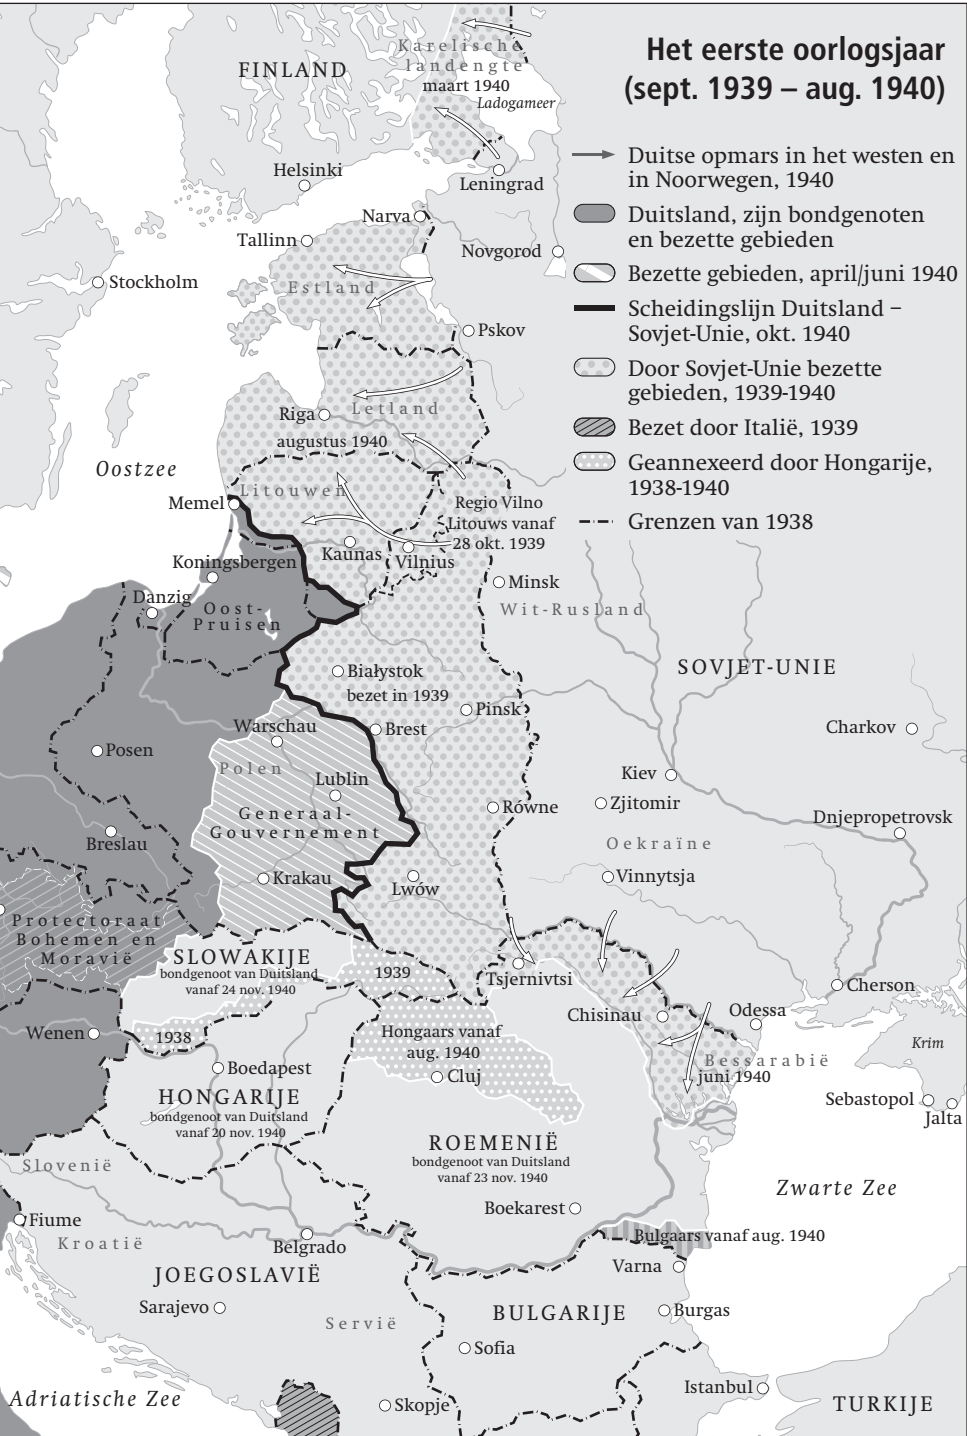 Het eerste oorlogsjaar
(sept. 1939 – aug. 1940)
Duitse opmars in het westen en
in Noorwegen, 1940
Duitsland, zijn bondgenoten
en bezette gebieden
Bezette gebieden, april/juni 1940
Scheidingslijn Duitsland –
Sovjet-Unie, okt. 1940
Door Sovjet-Unie bezette
gebieden, 1939-1940
Bezet door Italië, 1939
Geannexeerd door Hongarije,
1938-1940
Grenzen van 1938
Karelische
landengte
maart 1940
Ladogameer
FINLAND
Helsinki
Leningrad
Narva
Tallinn
Novgorod
Stockholm
Estland
Pskov
Riga
Letland
augustus 1940
Oostzee
Litouwen
Memel
Regio Vilno
Litouws vanaf
28 okt. 1939
Kaunas
Vilnius
Koningsbergen
Minsk
Danzig
Oost-
Pruisen
Wit-Rusland
SOVJET-UNIE
Białystok
bezet in 1939
Pinsk
Warschau
Brest
Charkov
Posen
Polen
Lublin
Kiev
Równe
Zjitomir
Generaal-
Gouvernement
Dnjepropetrovsk
Breslau
Oekraïne
Krakau
Lwów
Vinnytsja
Protectoraat
Bohemen en
Moravië
SLOWAKIJE
bondgenoot van Duitsland
vanaf 24 nov. 1940
1939
Tsjernivtsi
Cherson
Chisinau
Odessa
Wenen
1938
Hongaars vanaf
aug. 1940
Krim
Bessarabië
juni 1940
Boedapest
Cluj
HONGARIJE
bondgenoot van Duitsland
vanaf 20 nov. 1940
Sebastopol
Jalta
ROEMENIË
bondgenoot van Duitsland
vanaf 23 nov. 1940
Slovenië
Zwarte Zee
Boekarest
Fiume
Kroatië
Belgrado
Bulgaars vanaf aug. 1940
Varna
JOEGOSLAVIË
Sarajevo
Servië
BULGARIJE
Burgas
Sofia
Adriatische Zee
Skopje
Istanbul
TURKIJE